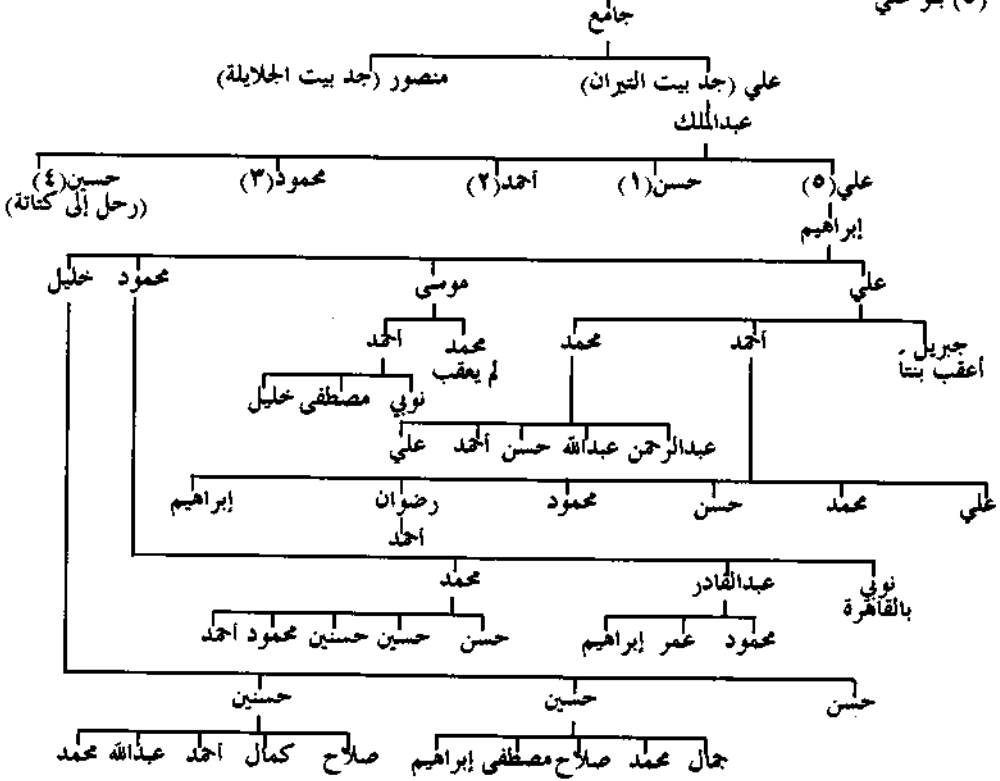 (٥) بنو علي
جامع
علي (جد بيت التيران) منصور (جد بيت الجلايلة)
عبدالملك
علي(٥) حسن(١) أحمد(٢) محمود(٣) حسين(٤)
(رحل إلى كتاتة)
إبراهيم
علي موسى محمود خليل
جبريل أحمد محمد محمد أحمد
أعقب بنتاً لم يعقب
نوبي مصطفى خليل
عبدالرحمن عبدالله حسن أحمد علي
علي محمد حسن محمود رضوان إبراهيم
أحمد
نوبي عبدالقادر محمد
بالقاهرة
محمود عمر إبراهيم حسن حسين حسنين محمود أحمد
حسن حسين حسنين
جمال محمد صلاح مصطفى إبراهيم صلاح كمال أحمد عبدالله محمد